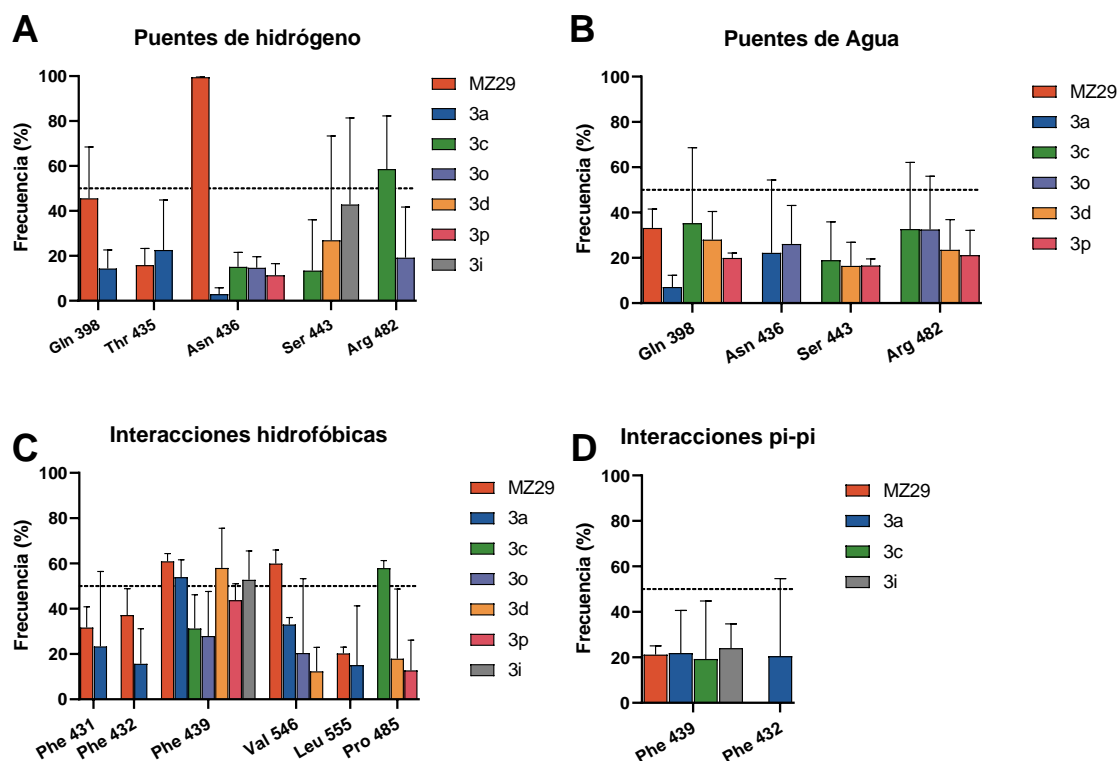 A
Puentes de hidrógeno
Frecuencia (%)
100
80
60
40
20
0
Gln 398
Thr 435
Asn 436
Ser 443
Arg 482
MZ29
3a
3c
3o
3d
3p
3i
B
Puentes de Agua
Frecuencia (%)
100
80
60
40
20
0
Gln 398
Asn 436
Ser 443
Arg 482
MZ29
3a
3c
3o
3d
3p
C
Interacciones hidrofóbicas
Frecuencia (%)
100
80
60
40
20
0
Phe 431
Phe 432
Phe 439
Val 546
Leu 555
Pro 485
MZ29
3a
3c
3o
3d
3p
3i
D
Interacciones pi-pi
Frecuencia (%)
100
80
60
40
20
0
Phe 439
Phe 432
MZ29
3a
3c
3i